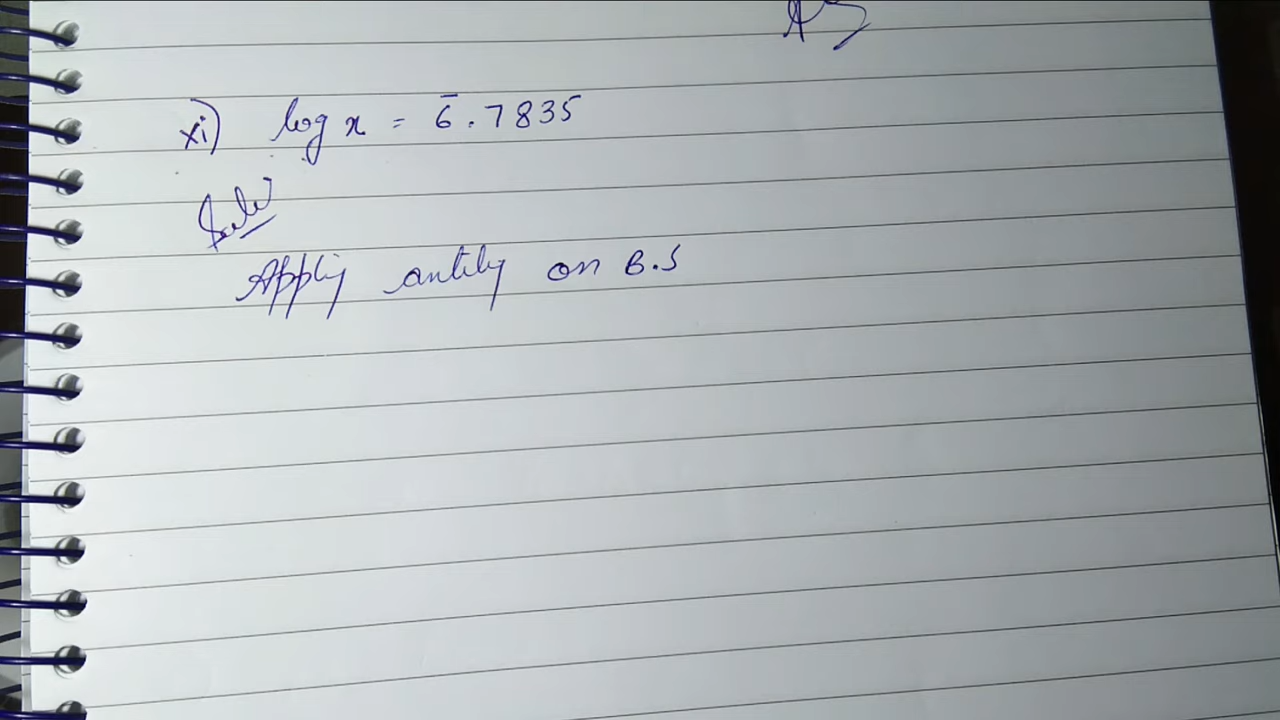 xi) log x = 6̅.7835
Sol:
Apply antilog on B.S